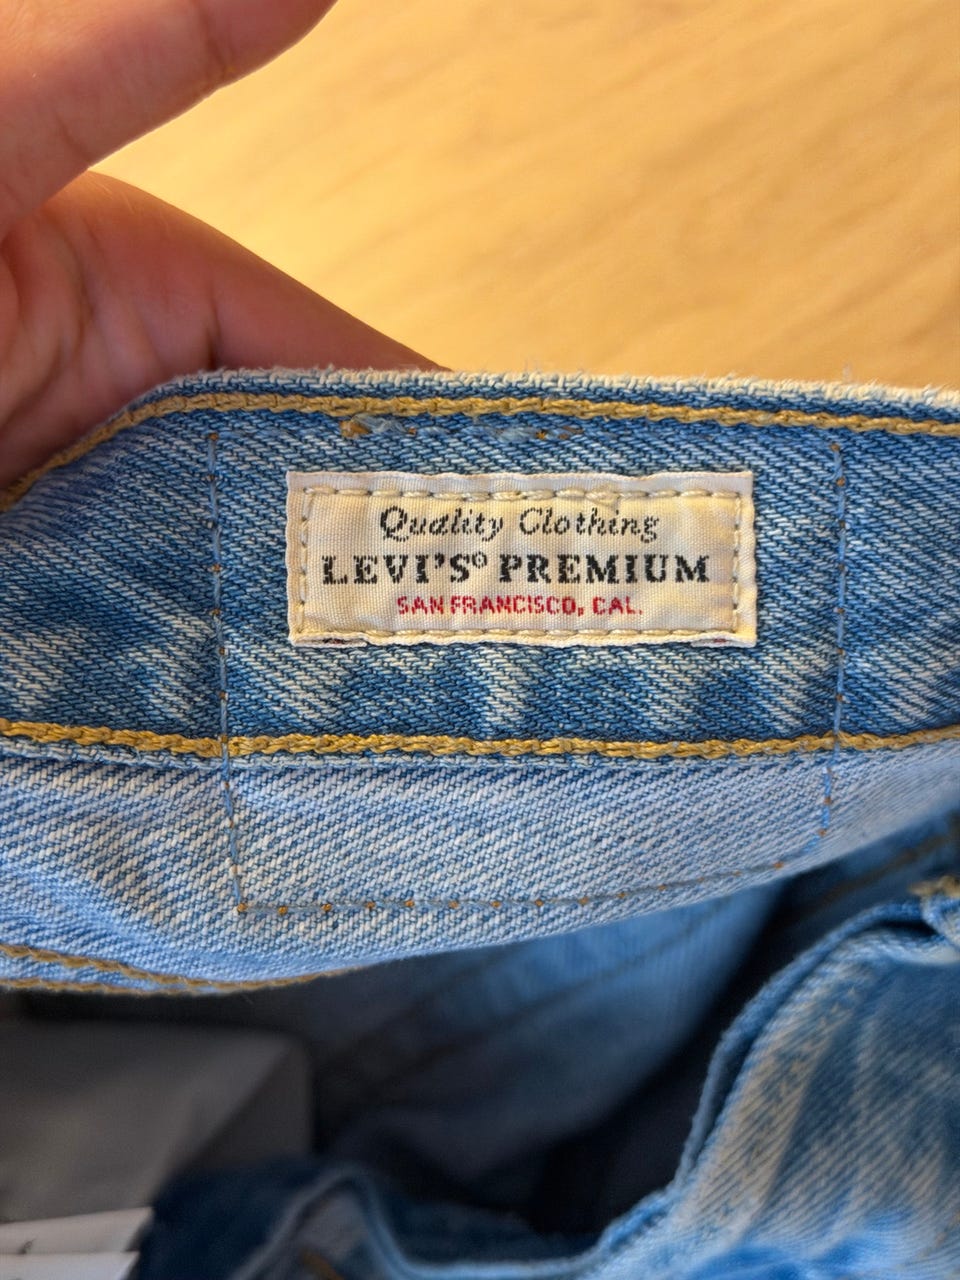 Quality Clothing
LEVI'S® PREMIUM
SAN FRANCISCO, CAL.